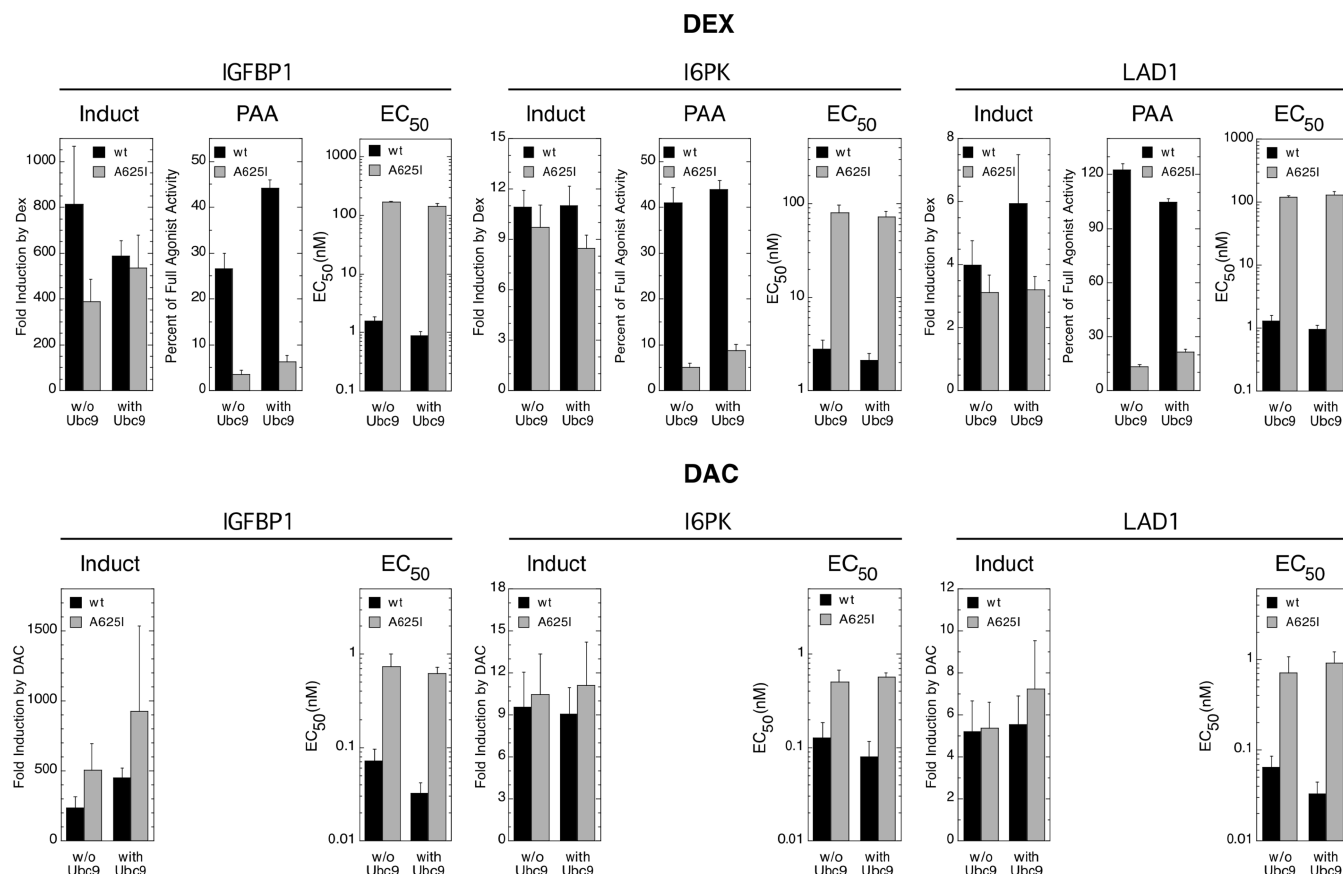 DEX
IGFBP1
I6PK
LAD1
Induct
PAA
EC50
Induct
PAA
EC50
Induct
PAA
EC50
Fold Induction by Dex
1000
800
600
400
200
0
wt
A625I
w/o Ubc9
with Ubc9
Percent of Full Agonist Activity
50
40
30
20
10
0
wt
A625I
w/o Ubc9
with Ubc9
EC50(nM)
1000
100
10
1
0.1
wt
A625I
w/o Ubc9
with Ubc9
Fold Induction by Dex
15
12
9
6
3
0
wt
A625I
w/o Ubc9
with Ubc9
Percent of Full Agonist Activity
50
40
30
20
10
0
wt
A625I
w/o Ubc9
with Ubc9
EC50(nM)
100
10
1
wt
A625I
w/o Ubc9
with Ubc9
Fold Induction by Dex
8
6
4
2
0
wt
A625I
w/o Ubc9
with Ubc9
Percent of Full Agonist Activity
120
90
60
30
0
wt
A625I
w/o Ubc9
with Ubc9
EC50(nM)
1000
100
10
1
0.1
wt
A625I
w/o Ubc9
with Ubc9
DAC
IGFBP1
I6PK
LAD1
Induct
EC50
Induct
EC50
Induct
EC50
Fold Induction by DAC
1500
1000
500
0
wt
A625I
w/o Ubc9
with Ubc9
EC50(nM)
1
0.1
0.01
wt
A625I
w/o Ubc9
with Ubc9
Fold Induction by DAC
18
15
12
9
6
3
0
wt
A625I
w/o Ubc9
with Ubc9
EC50(nM)
1
0.1
0.01
wt
A625I
w/o Ubc9
with Ubc9
Fold Induction by DAC
12
10
8
6
4
2
0
wt
A625I
w/o Ubc9
with Ubc9
EC50(nM)
1
0.1
0.01
wt
A625I
w/o Ubc9
with Ubc9